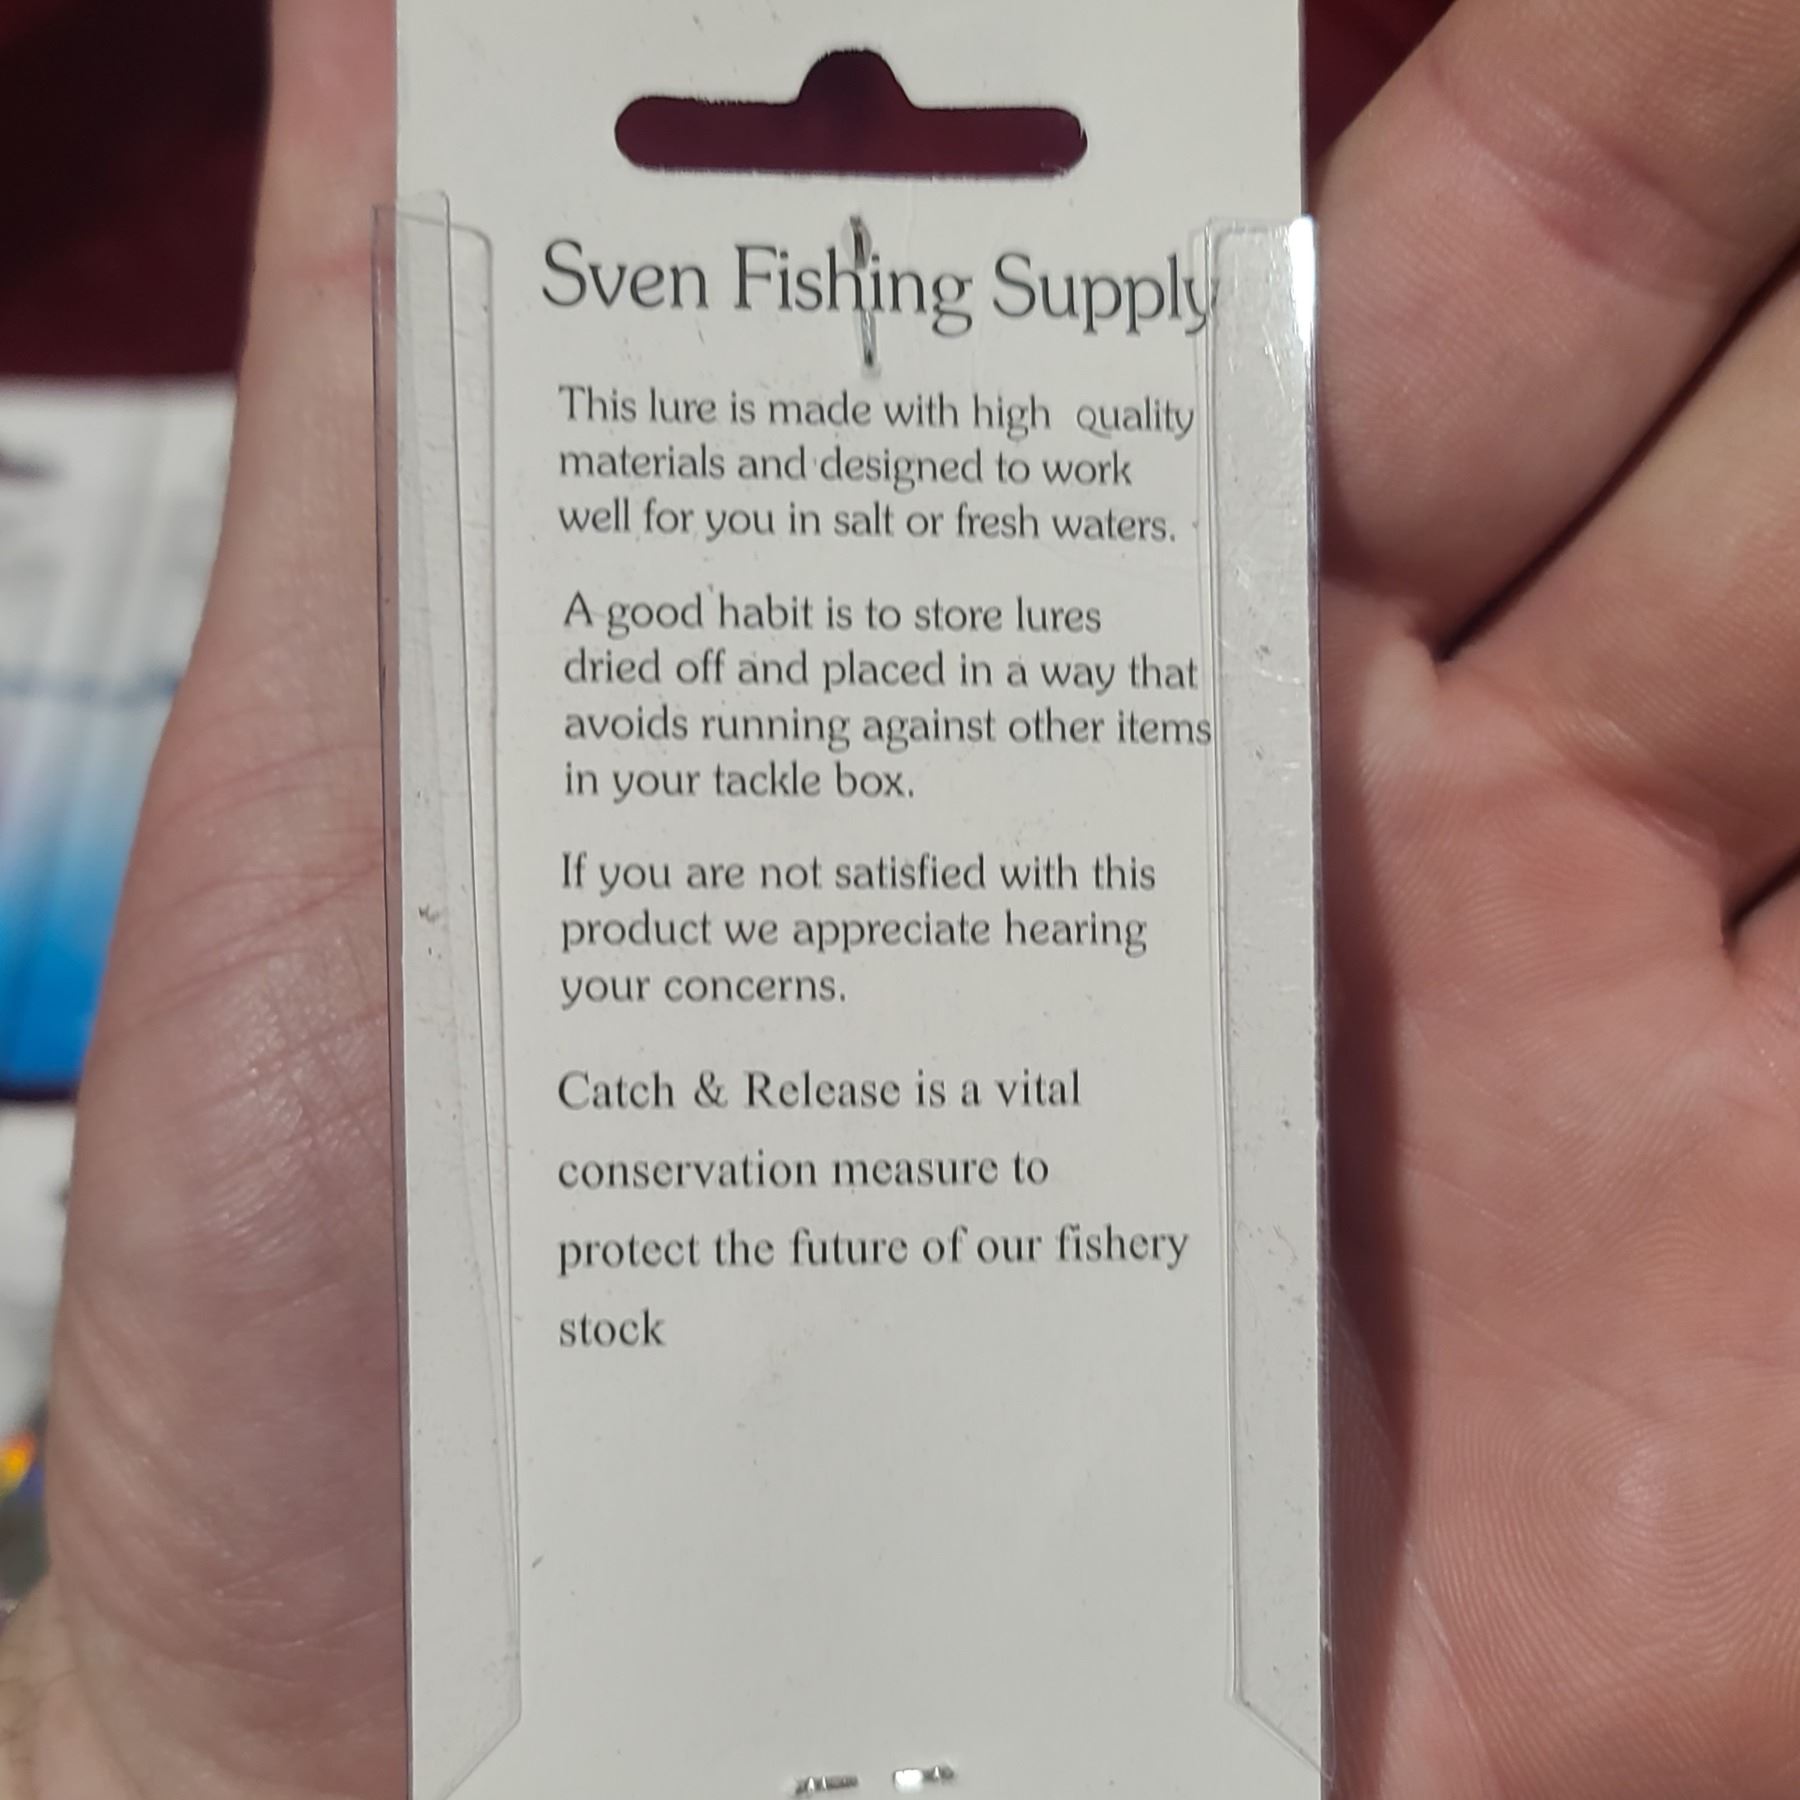 Sven Fishing Supply
This lure is made with high quality
materials and designed to work
well for you in salt or fresh waters.
A good habit is to store lures
dried off and placed in a way that
avoids running against other items
in your tackle box.
If you are not satisfied with this
product we appreciate hearing
your concerns.
Catch & Release is a vital
conservation measure to
protect the future of our fishery
stock